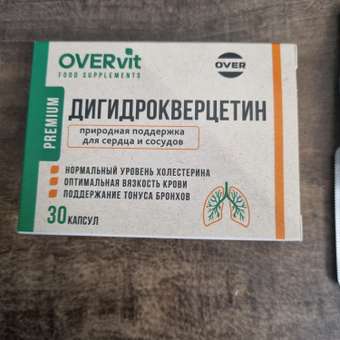 OVERvit
FOOD SUPPLEMENTS
OVER
PREMIUM
ДИГИДРОКВЕРЦЕТИН
природная поддержка
для сердца и сосудов
НОРМАЛЬНЫЙ УРОВЕНЬ ХОЛЕСТЕРИНА
ОПТИМАЛЬНАЯ ВЯЗКОСТЬ КРОВИ
ПОДДЕРЖАНИЕ ТОНУСА БРОНХОВ
30 КАПСУЛ